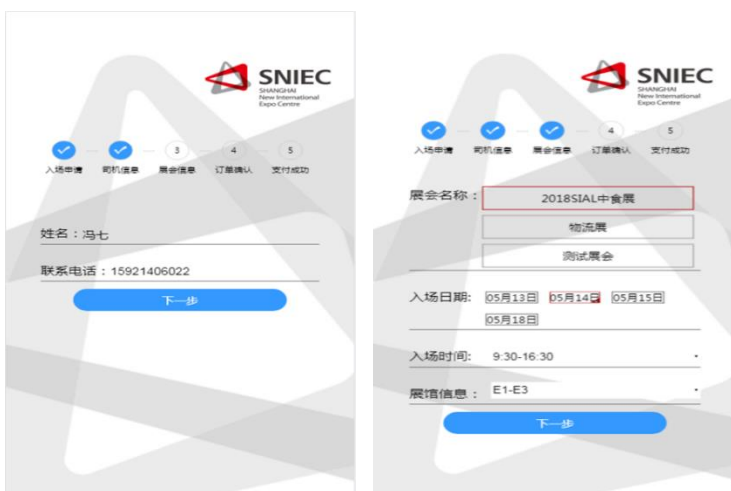 SNIEC
SHANGHAI
New International
Expo Centre
3 4 5
入场申请 司机信息 展会信息 订单确认 支付成功
姓名：冯七
联系电话：15921406022
下一步
SNIEC
SHANGHAI
New International
Expo Centre
4 5
入场申请 司机信息 展会信息 订单确认 支付成功
展会名称： 2018SIAL中食展
物流展
测试展会
入场日期: 05月13日 05月14日 05月15日
05月18日
入场时间: 9:30-16:30
展馆信息： E1-E3
下一步